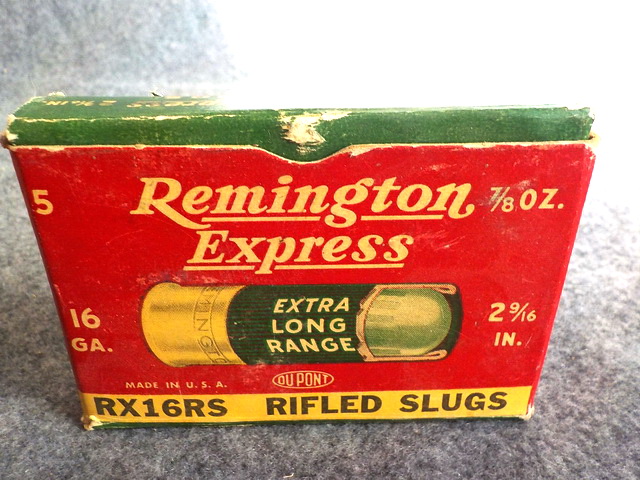 5
Remington
Express
7/8 OZ.
16
GA.
EXTRA
LONG
RANGE
2 9/16
IN.
MADE IN U.S.A.
DU PONT
RX16RS RIFLED SLUGS